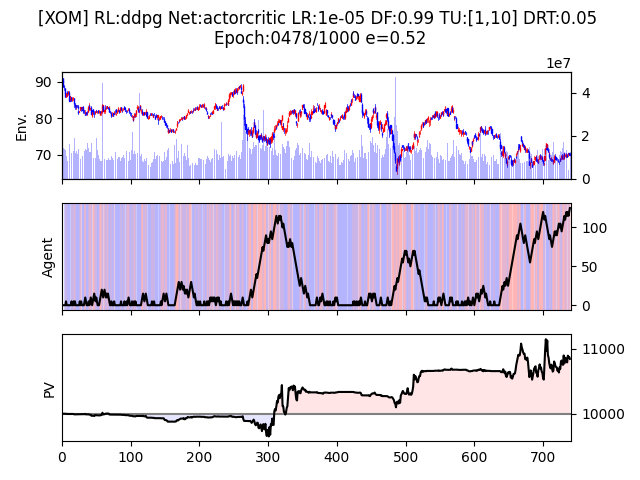 [XOM] RL:ddpg Net:actorcritic LR:1e-05 DF:0.99 TU:[1,10] DRT:0.05
Epoch:0478/1000 e=0.52
1e7
90
80
70
Env.
4
2
0
Agent
100
50
0
PV
11000
10000
0 100 200 300 400 500 600 700